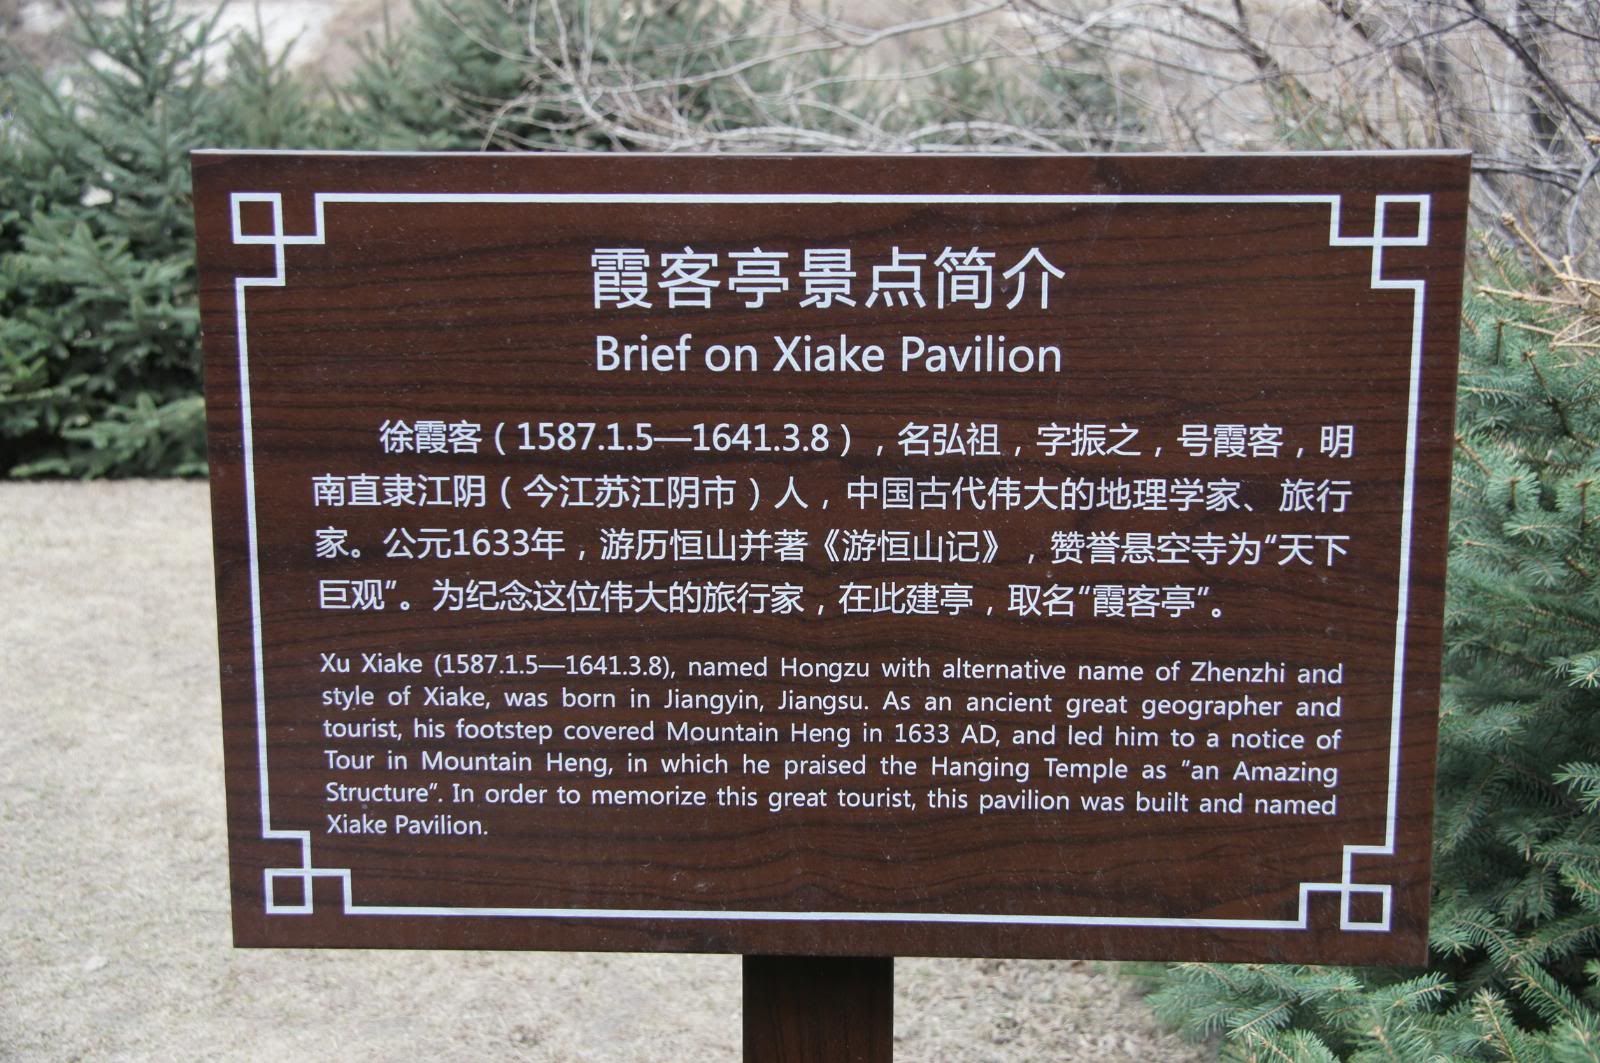 霞客亭景点简介
Brief on Xiake Pavilion
徐霞客（1587.1.5—1641.3.8），名弘祖，字振之，号霞客，明
南直隶江阴（今江苏江阴市）人，中国古代伟大的地理学家、旅行
家。公元1633年，游历恒山并著《游恒山记》，赞誉悬空寺为“天下
巨观”。为纪念这位伟大的旅行家，在此建亭，取名“霞客亭”。
Xu Xiake (1587.1.5—1641.3.8), named Hongzu with alternative name of Zhenzhi and
style of Xiake, was born in Jiangyin, Jiangsu. As an ancient great geographer and
tourist, his footstep covered Mountain Heng in 1633 AD, and led him to a notice of
Tour in Mountain Heng, in which he praised the Hanging Temple as “an Amazing
Structure”. In order to memorize this great tourist, this pavilion was built and named
Xiake Pavilion.